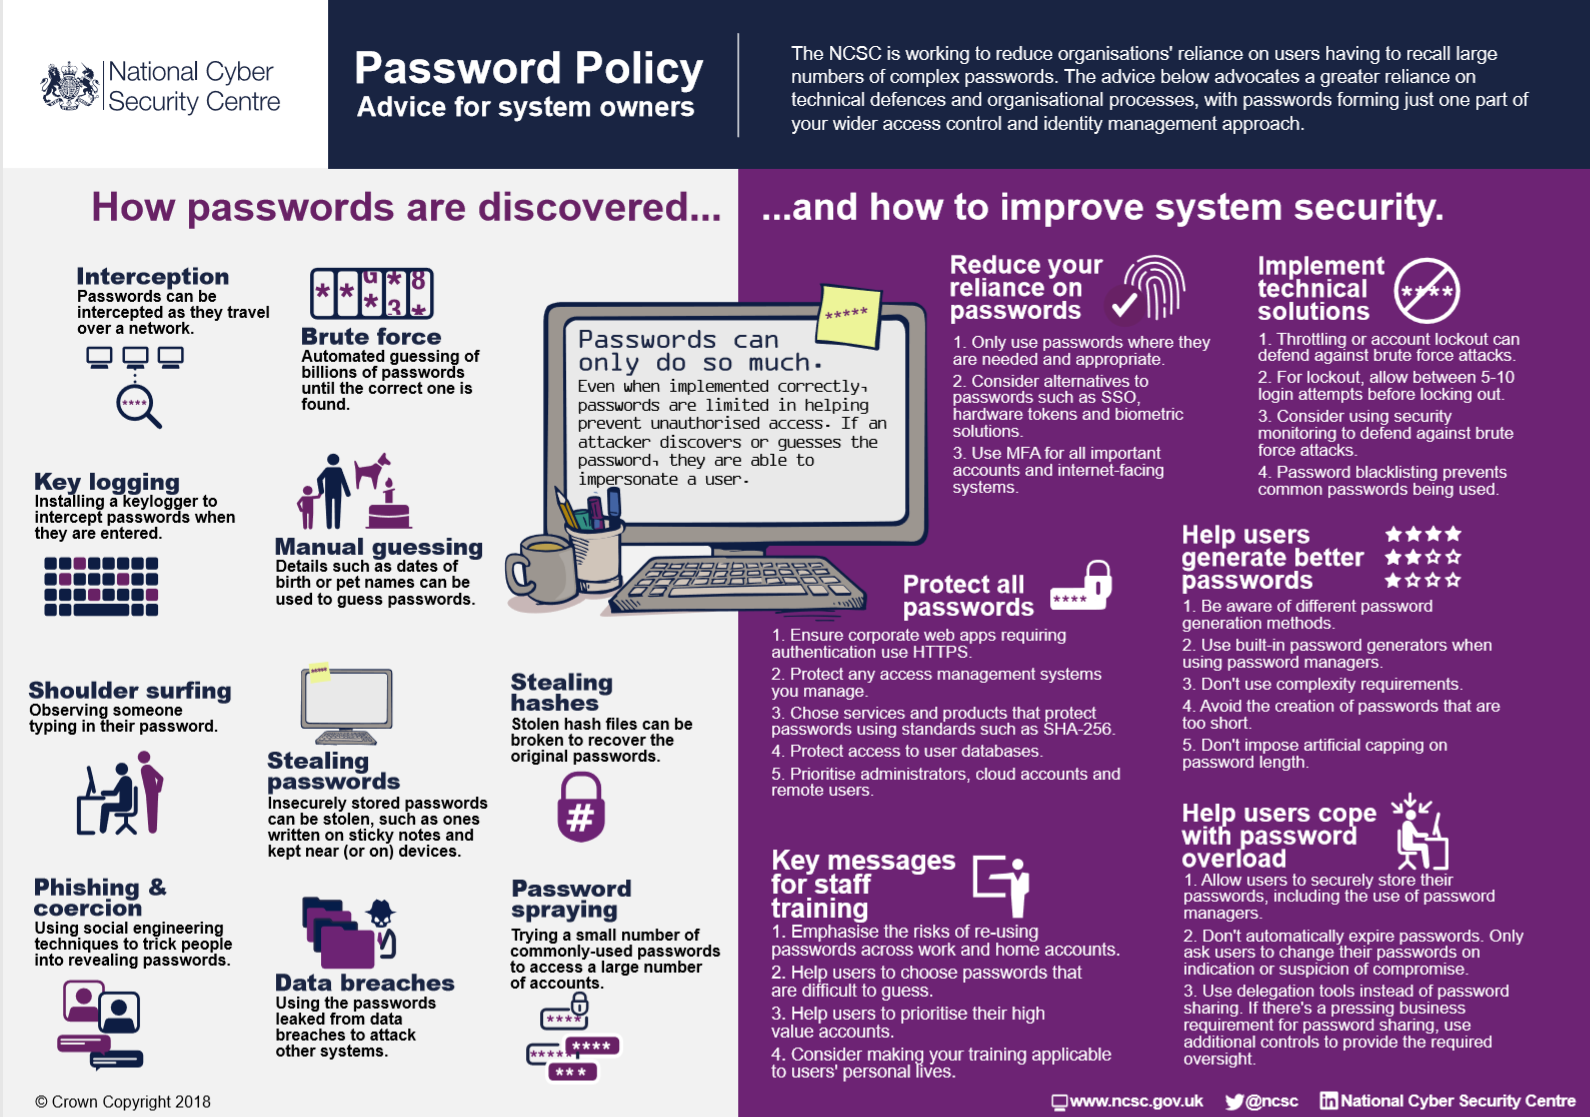 National Cyber
Security Centre
Password Policy
Advice for system owners
The NCSC is working to reduce organisations' reliance on users having to recall large
numbers of complex passwords. The advice below advocates a greater reliance on
technical defences and organisational processes, with passwords forming just one part of
your wider access control and identity management approach.
How passwords are discovered...
...and how to improve system security.
Interception
Passwords can be
intercepted as they travel
over a network.
****
**G*8
*3*
Brute force
Automated guessing of
billions of passwords
until the correct one is
found.
Key logging
Installing a keylogger to
intercept passwords when
they are entered.
Manual guessing
Details such as dates of
birth or pet names can be
used to guess passwords.
Shoulder surfing
Observing someone
typing in their password.
*****
Stealing
passwords
Insecurely stored passwords
can be stolen, such as ones
written on sticky notes and
kept near (or on) devices.
Stealing
hashes
Stolen hash files can be
broken to recover the
original passwords.
#
Phishing &
coercion
Using social engineering
techniques to trick people
into revealing passwords.
Data breaches
Using the passwords
leaked from data
breaches to attack
other systems.
Password
spraying
Trying a small number of
commonly-used passwords
to access a large number
of accounts.
****
*****
****
***
*****
Passwords can
only do so much.
Even when implemented correctly,
passwords are limited in helping
prevent unauthorised access. If an
attacker discovers or guesses the
password, they are able to
impersonate a user.
Reduce your
reliance on
passwords
1. Only use passwords where they
are needed and appropriate.
2. Consider alternatives to
passwords such as SSO,
hardware tokens and biometric
solutions.
3. Use MFA for all important
accounts and internet-facing
systems.
Implement
technical
solutions
****
1. Throttling or account lockout can
defend against brute force attacks.
2. For lockout, allow between 5-10
login attempts before locking out.
3. Consider using security
monitoring to defend against brute
force attacks.
4. Password blacklisting prevents
common passwords being used.
Protect all
passwords
****
1. Ensure corporate web apps requiring
authentication use HTTPS.
2. Protect any access management systems
you manage.
3. Chose services and products that protect
passwords using standards such as SHA-256.
4. Protect access to user databases.
5. Prioritise administrators, cloud accounts and
remote users.
Help users
generate better
passwords
1. Be aware of different password
generation methods.
2. Use built-in password generators when
using password managers.
3. Don't use complexity requirements.
4. Avoid the creation of passwords that are
too short.
5. Don't impose artificial capping on
password length.
Key messages
for staff
training
1. Emphasise the risks of re-using
passwords across work and home accounts.
2. Help users to choose passwords that
are difficult to guess.
3. Help users to prioritise their high
value accounts.
4. Consider making your training applicable
to users' personal lives.
Help users cope
with password
overload
1. Allow users to securely store their
passwords, including the use of password
managers.
2. Don't automatically expire passwords. Only
ask users to change their passwords on
indication or suspicion of compromise.
3. Use delegation tools instead of password
sharing. If there's a pressing business
requirement for password sharing, use
additional controls to provide the required
oversight.
© Crown Copyright 2018
www.ncsc.gov.uk
@ncsc
in National Cyber Security Centre